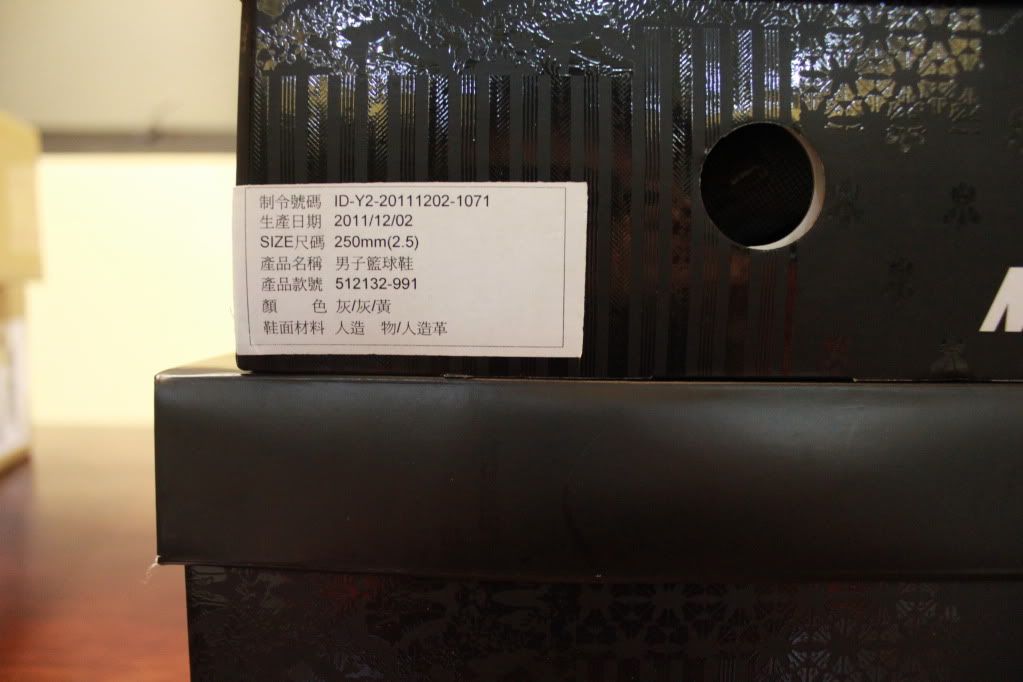 制令號碼 ID-Y2-20111202-1071
生產日期 2011/12/02
SIZE尺碼 250mm(2.5)
產品名稱 男子籃球鞋
產品款號 512132-991
顏 色 灰/灰/黃
鞋面材料 人造 物/人造革